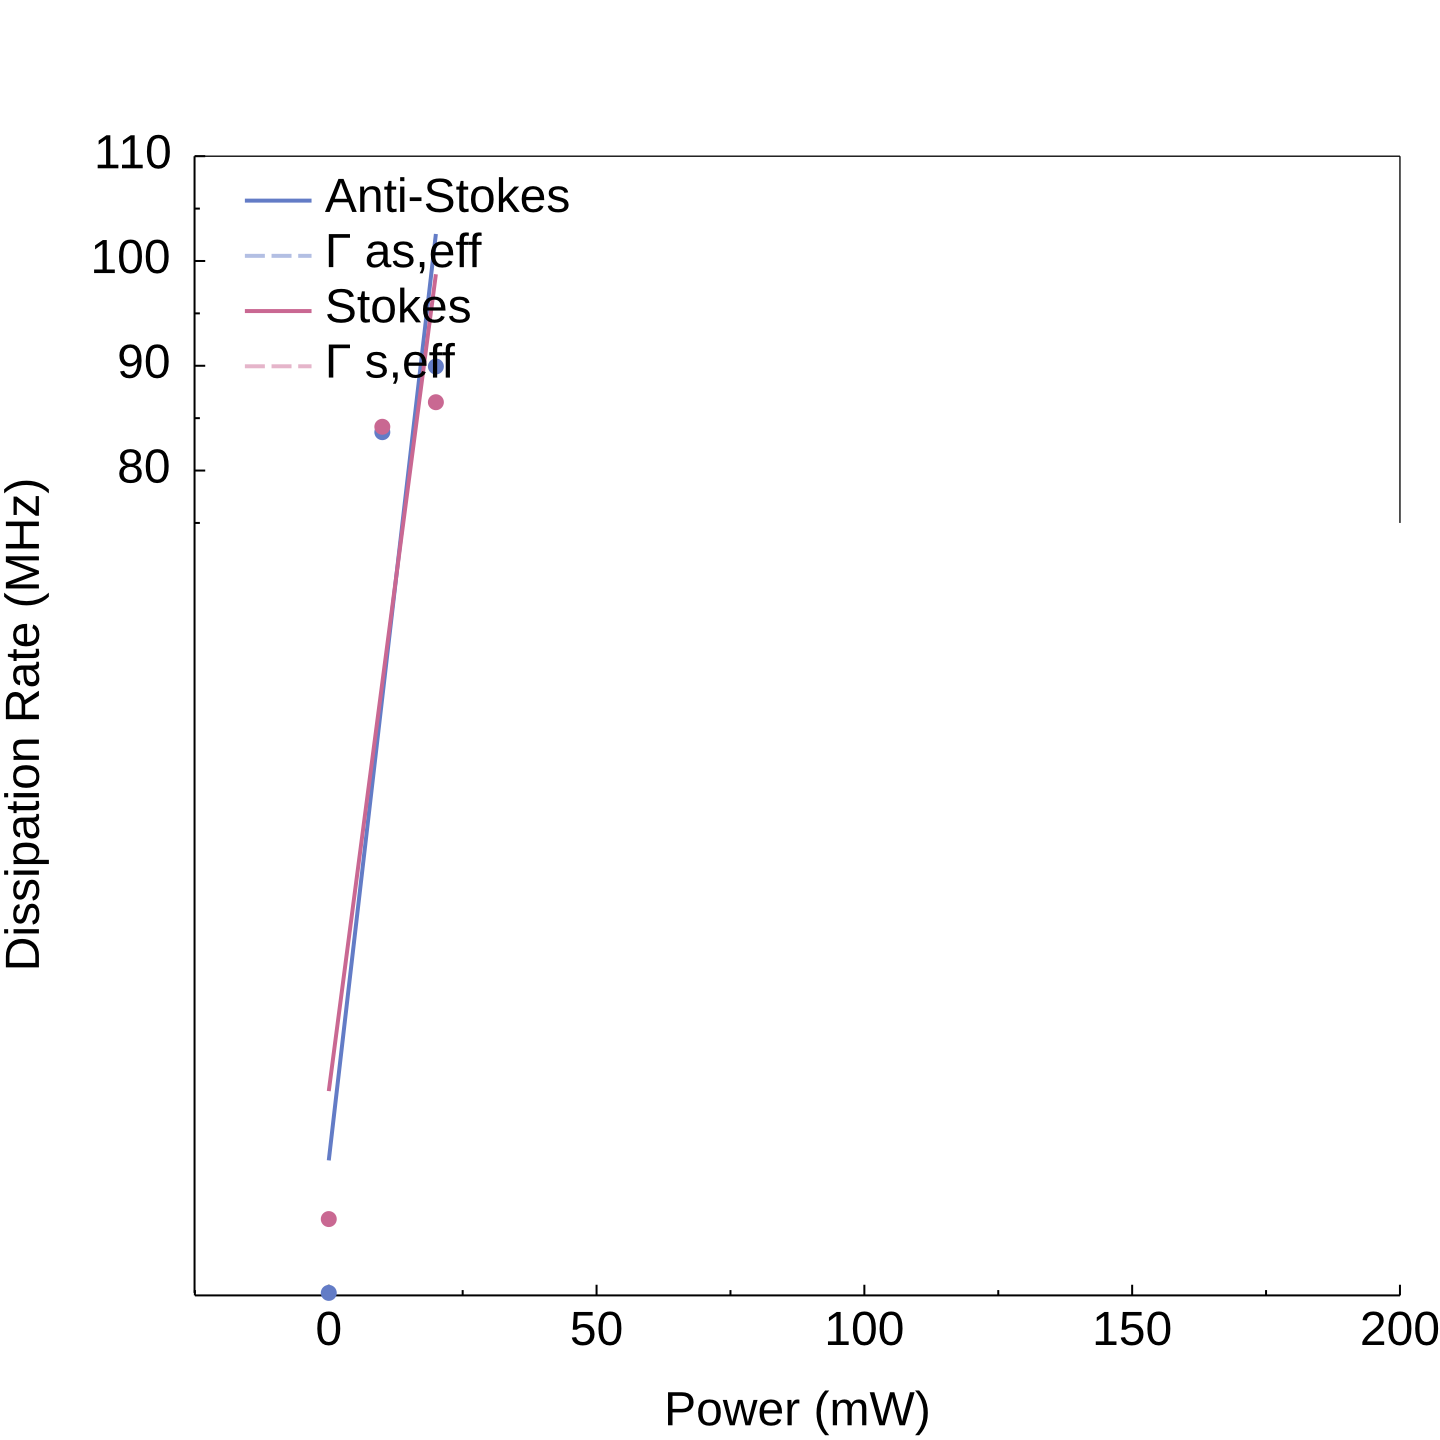 110
100
90
80
Anti-Stokes
Γ as,eff
Stokes
Γ s,eff
Dissipation Rate (MHz)
0 50 100 150 200
Power (mW)